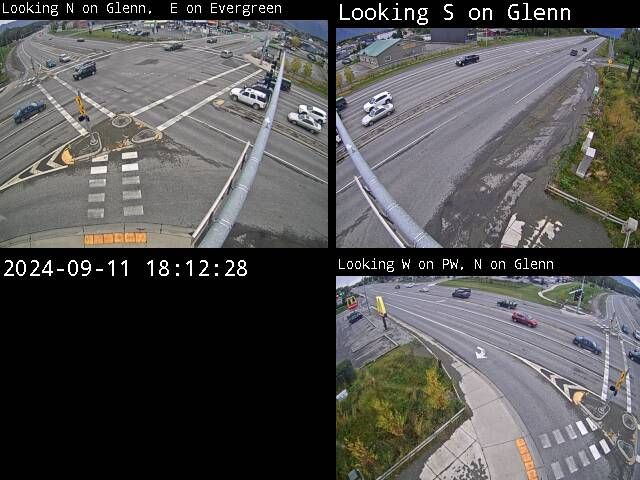 Looking N on Glenn,  E on Evergreen
Looking S on Glenn
2024-09-11 18:12:28
Looking W on PW, N on Glenn